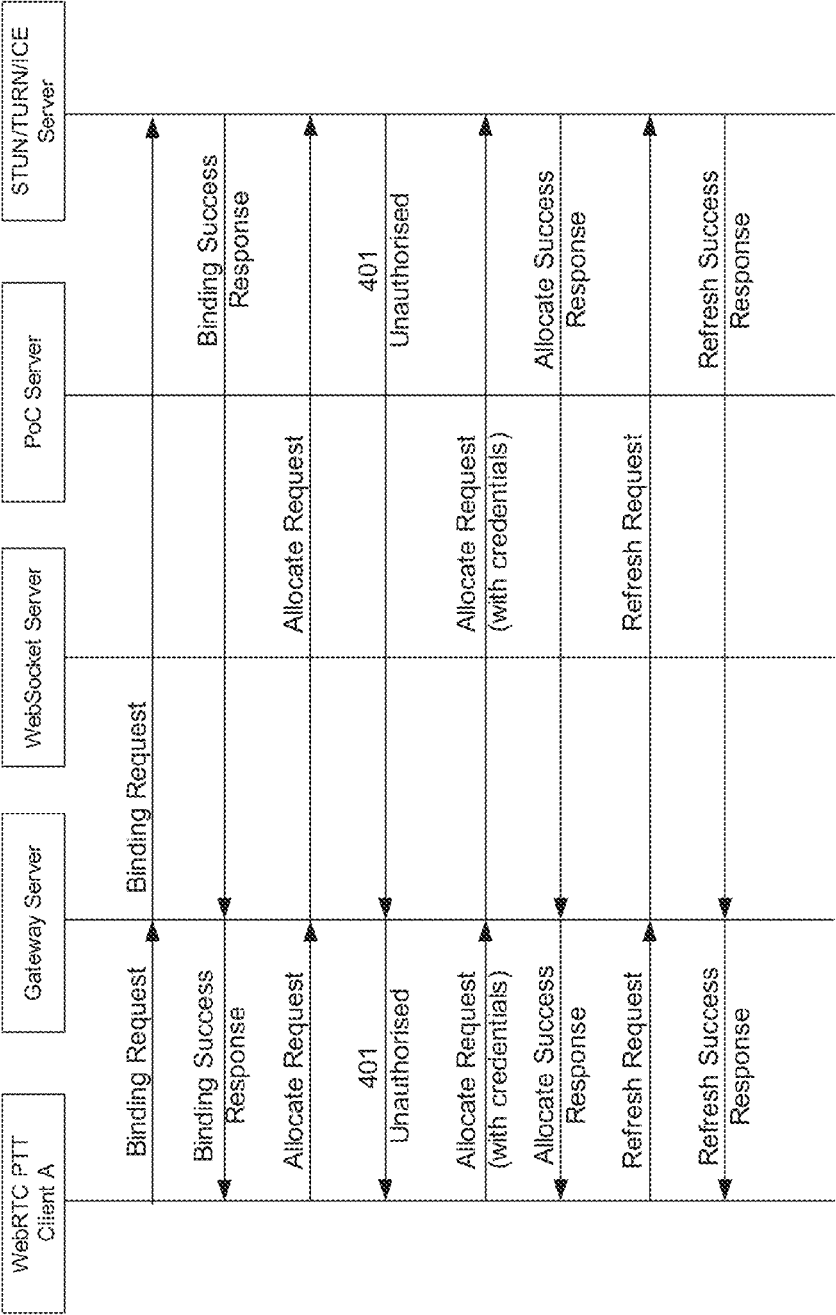 WebRTC PTT
Client A
Gateway Server
WebSocket Server
PoC Server
STUN/TURN/ICE
Server
Binding Request
Binding Request
Binding Success
Response
Binding Success
Response
Allocate Request
Allocate Request
401
Unauthorised
401
Unauthorised
Allocate Request
(with credentials)
Allocate Request
(with credentials)
Allocate Success
Response
Allocate Success
Response
Refresh Request
Refresh Request
Refresh Success
Response
Refresh Success
Response